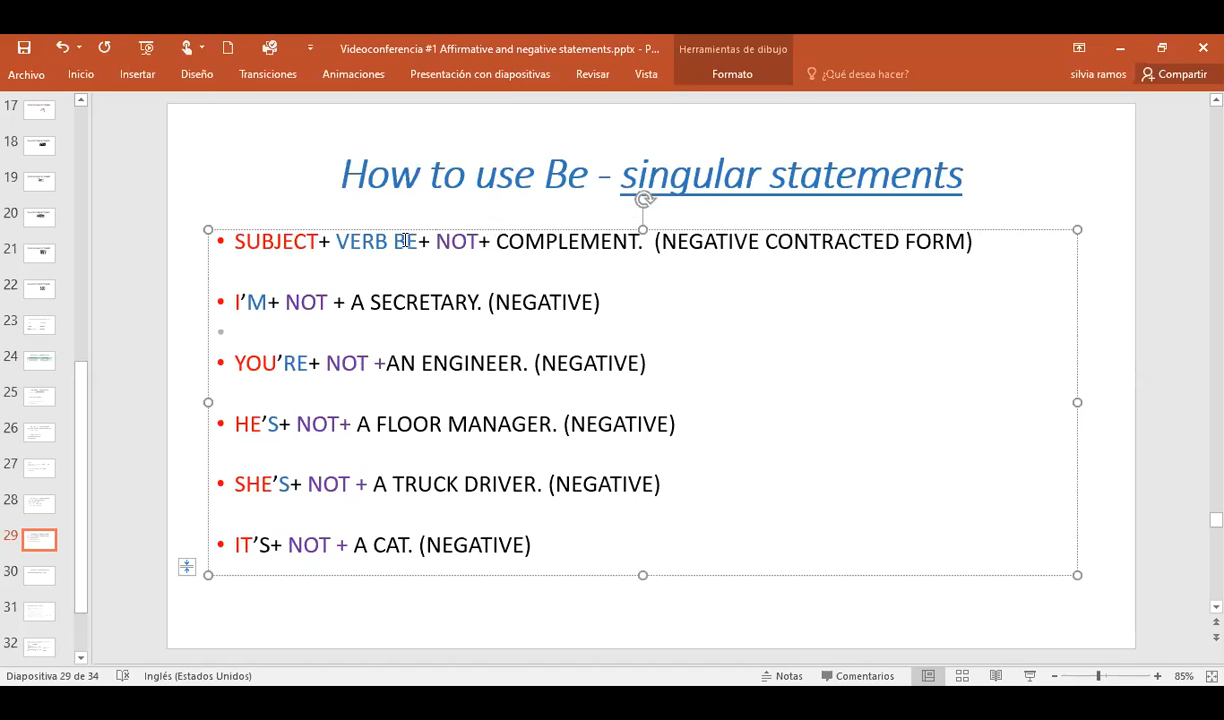 Videoconferencia #1 Affirmative and negative statements.pptx - P...
Herramientas de dibujo
Archivo Inicio Insertar Diseño Transiciones Animaciones Presentación con diapositivas Revisar Vista Formato ¿Qué desea hacer? silvia ramos Compartir
17
18
19
20
21
22
23
24
25
26
27
28
29
30
31
32
How to use Be - singular statements
• SUBJECT+ VERB BE+ NOT+ COMPLEMENT. (NEGATIVE CONTRACTED FORM)
• I’M+ NOT + A SECRETARY. (NEGATIVE)
•
• YOU’RE+ NOT +AN ENGINEER. (NEGATIVE)
• HE’S+ NOT+ A FLOOR MANAGER. (NEGATIVE)
• SHE’S+ NOT + A TRUCK DRIVER. (NEGATIVE)
• IT’S+ NOT + A CAT. (NEGATIVE)
Diapositiva 29 de 34 Inglés (Estados Unidos) Notas Comentarios 85%